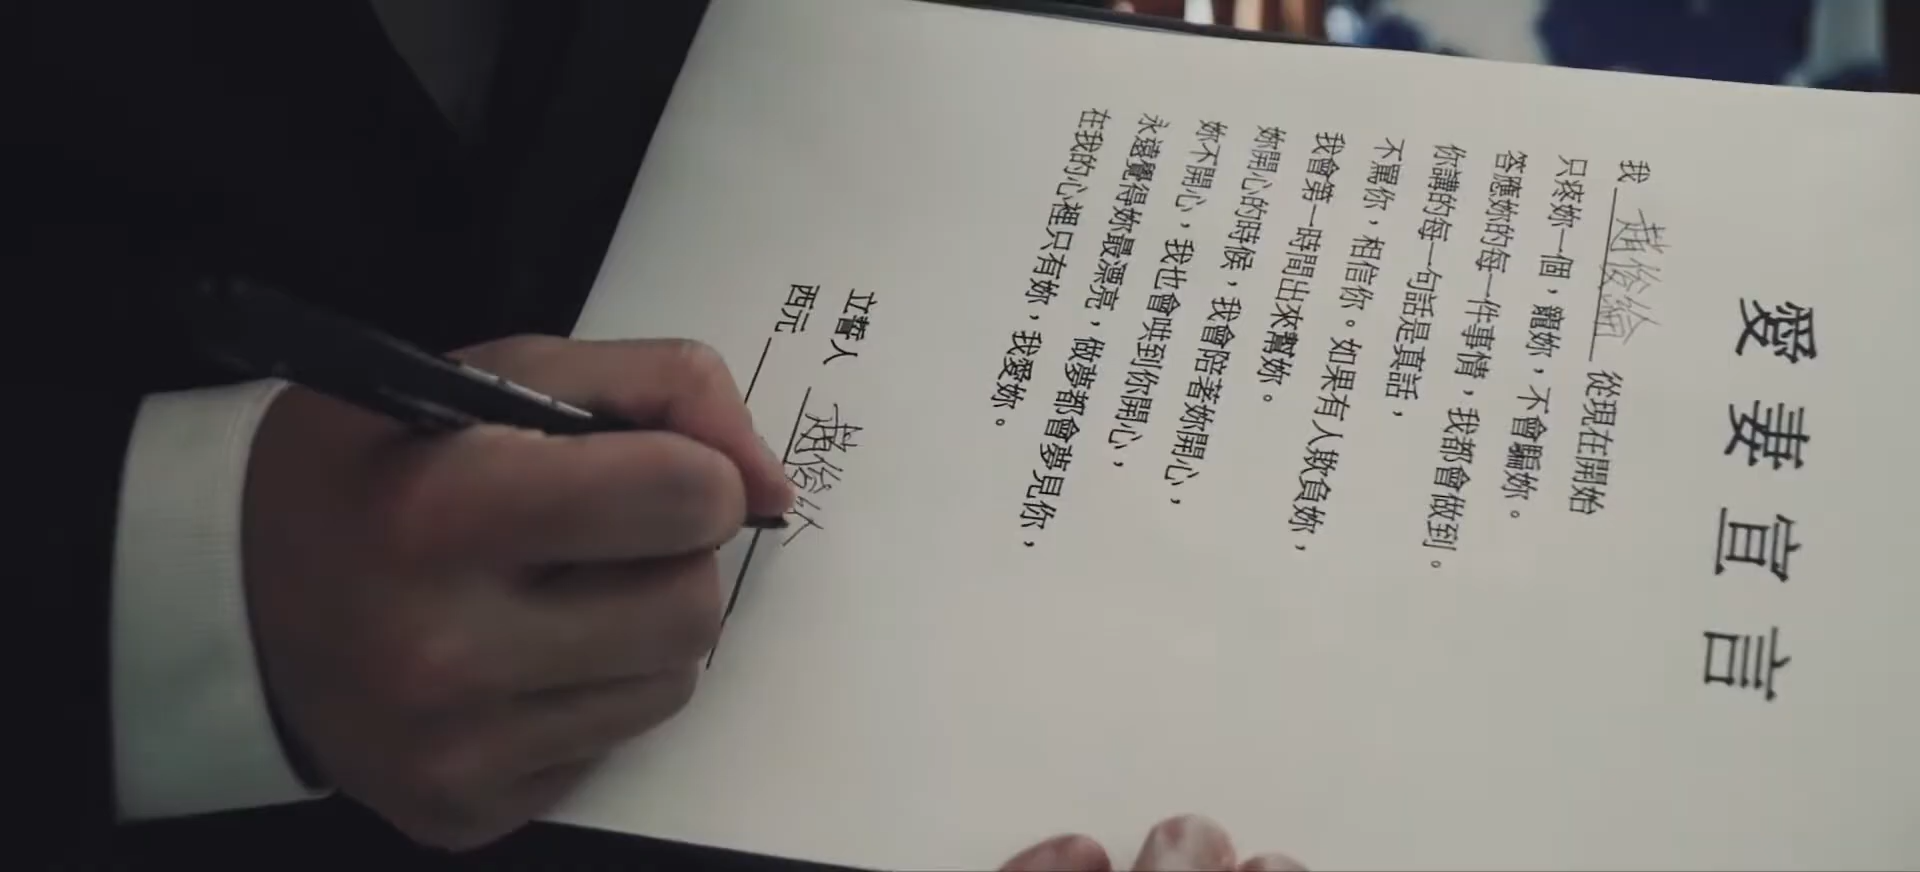 愛妻宣言
我 趙俊綸 從現在開始
只疼妳一個，寵妳，不會騙妳。
答應妳的每一件事情，我都會做到。
你講的每一句話是真話，
不罵你，相信你。如果有人欺負妳，
我會第一時間出來幫妳。
妳開心的時候，我會陪著妳開心，
妳不開心，我也會哄到你開心，
永遠覺得妳最漂亮，做夢都會夢見你，
在我的心裡只有妳，我愛妳。
立誓人 趙俊
西元